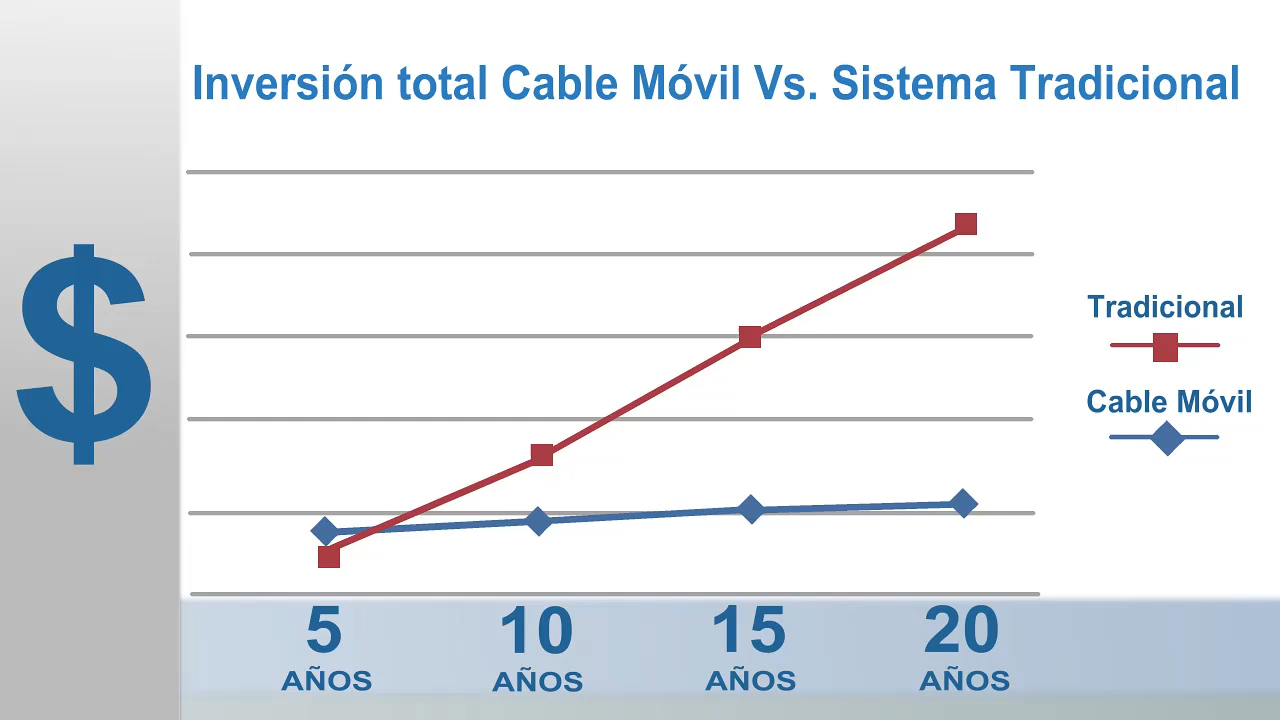 Inversión total Cable Móvil Vs. Sistema Tradicional
$
Tradicional
Cable Móvil
5 10 15 20
AÑOS AÑOS AÑOS AÑOS